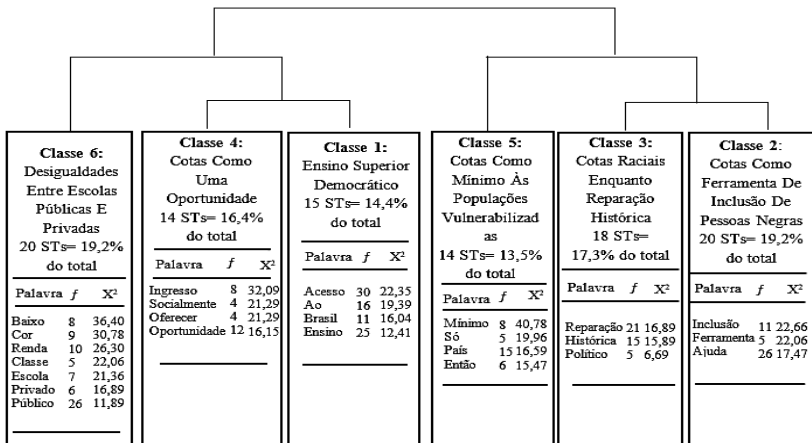 Classe 6:
Desigualdades
Entre Escolas
Públicas E
Privadas
20 STs= 19,2%
do total
Palavra f X²
Baixo 8 36,40
Cor 9 30,78
Renda 10 26,30
Classe 5 22,06
Escola 7 21,36
Privado 6 16,89
Público 26 11,89
Classe 4:
Cotas Como
Uma
Oportunidade
14 STs= 16,4%
do total
Palavra f X²
Ingresso 8 32,09
Socialmente 4 21,29
Oferecer 4 21,29
Oportunidade 12 16,15
Classe 1:
Ensino Superior
Democrático
15 STs= 14,4%
do total
Palavra f X²
Acesso 30 22,35
Ao 16 19,39
Brasil 11 16,04
Ensino 25 12,41
Classe 5:
Cotas Como
Mínimo Às
Populações
Vulnerabilizad
as
14 STs= 13,5%
do total
Palavra f X²
Mínimo 8 40,78
Só 5 19,96
País 15 16,59
Então 6 15,47
Classe 3:
Cotas Raciais
Enquanto
Reparação
Histórica
18 STs=
17,3% do total
Palavra f X²
Reparação 21 16,89
Histórica 15 15,89
Político 5 6,69
Classe 2:
Cotas Como
Ferramenta De
Inclusão De
Pessoas Negras
20 STs= 19,2%
do total
Palavra f X²
Inclusão 11 22,66
Ferramenta 5 22,06
Ajuda 26 17,47